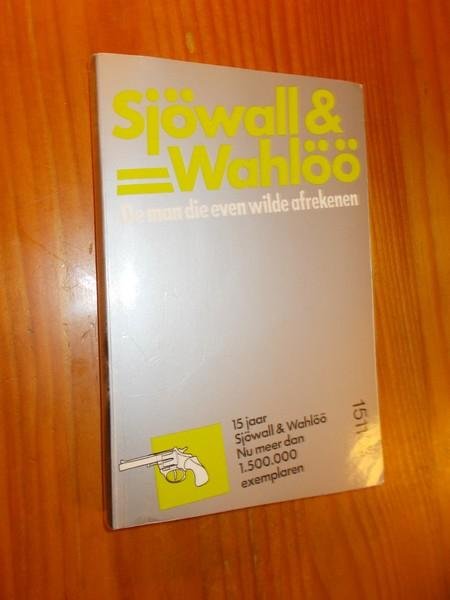 Sjöwall &
Wahlöö
De man die even wilde afrekenen
15 jaar
Sjöwall & Wahlöö
Nu meer dan
1.500.000
exemplaren
1511